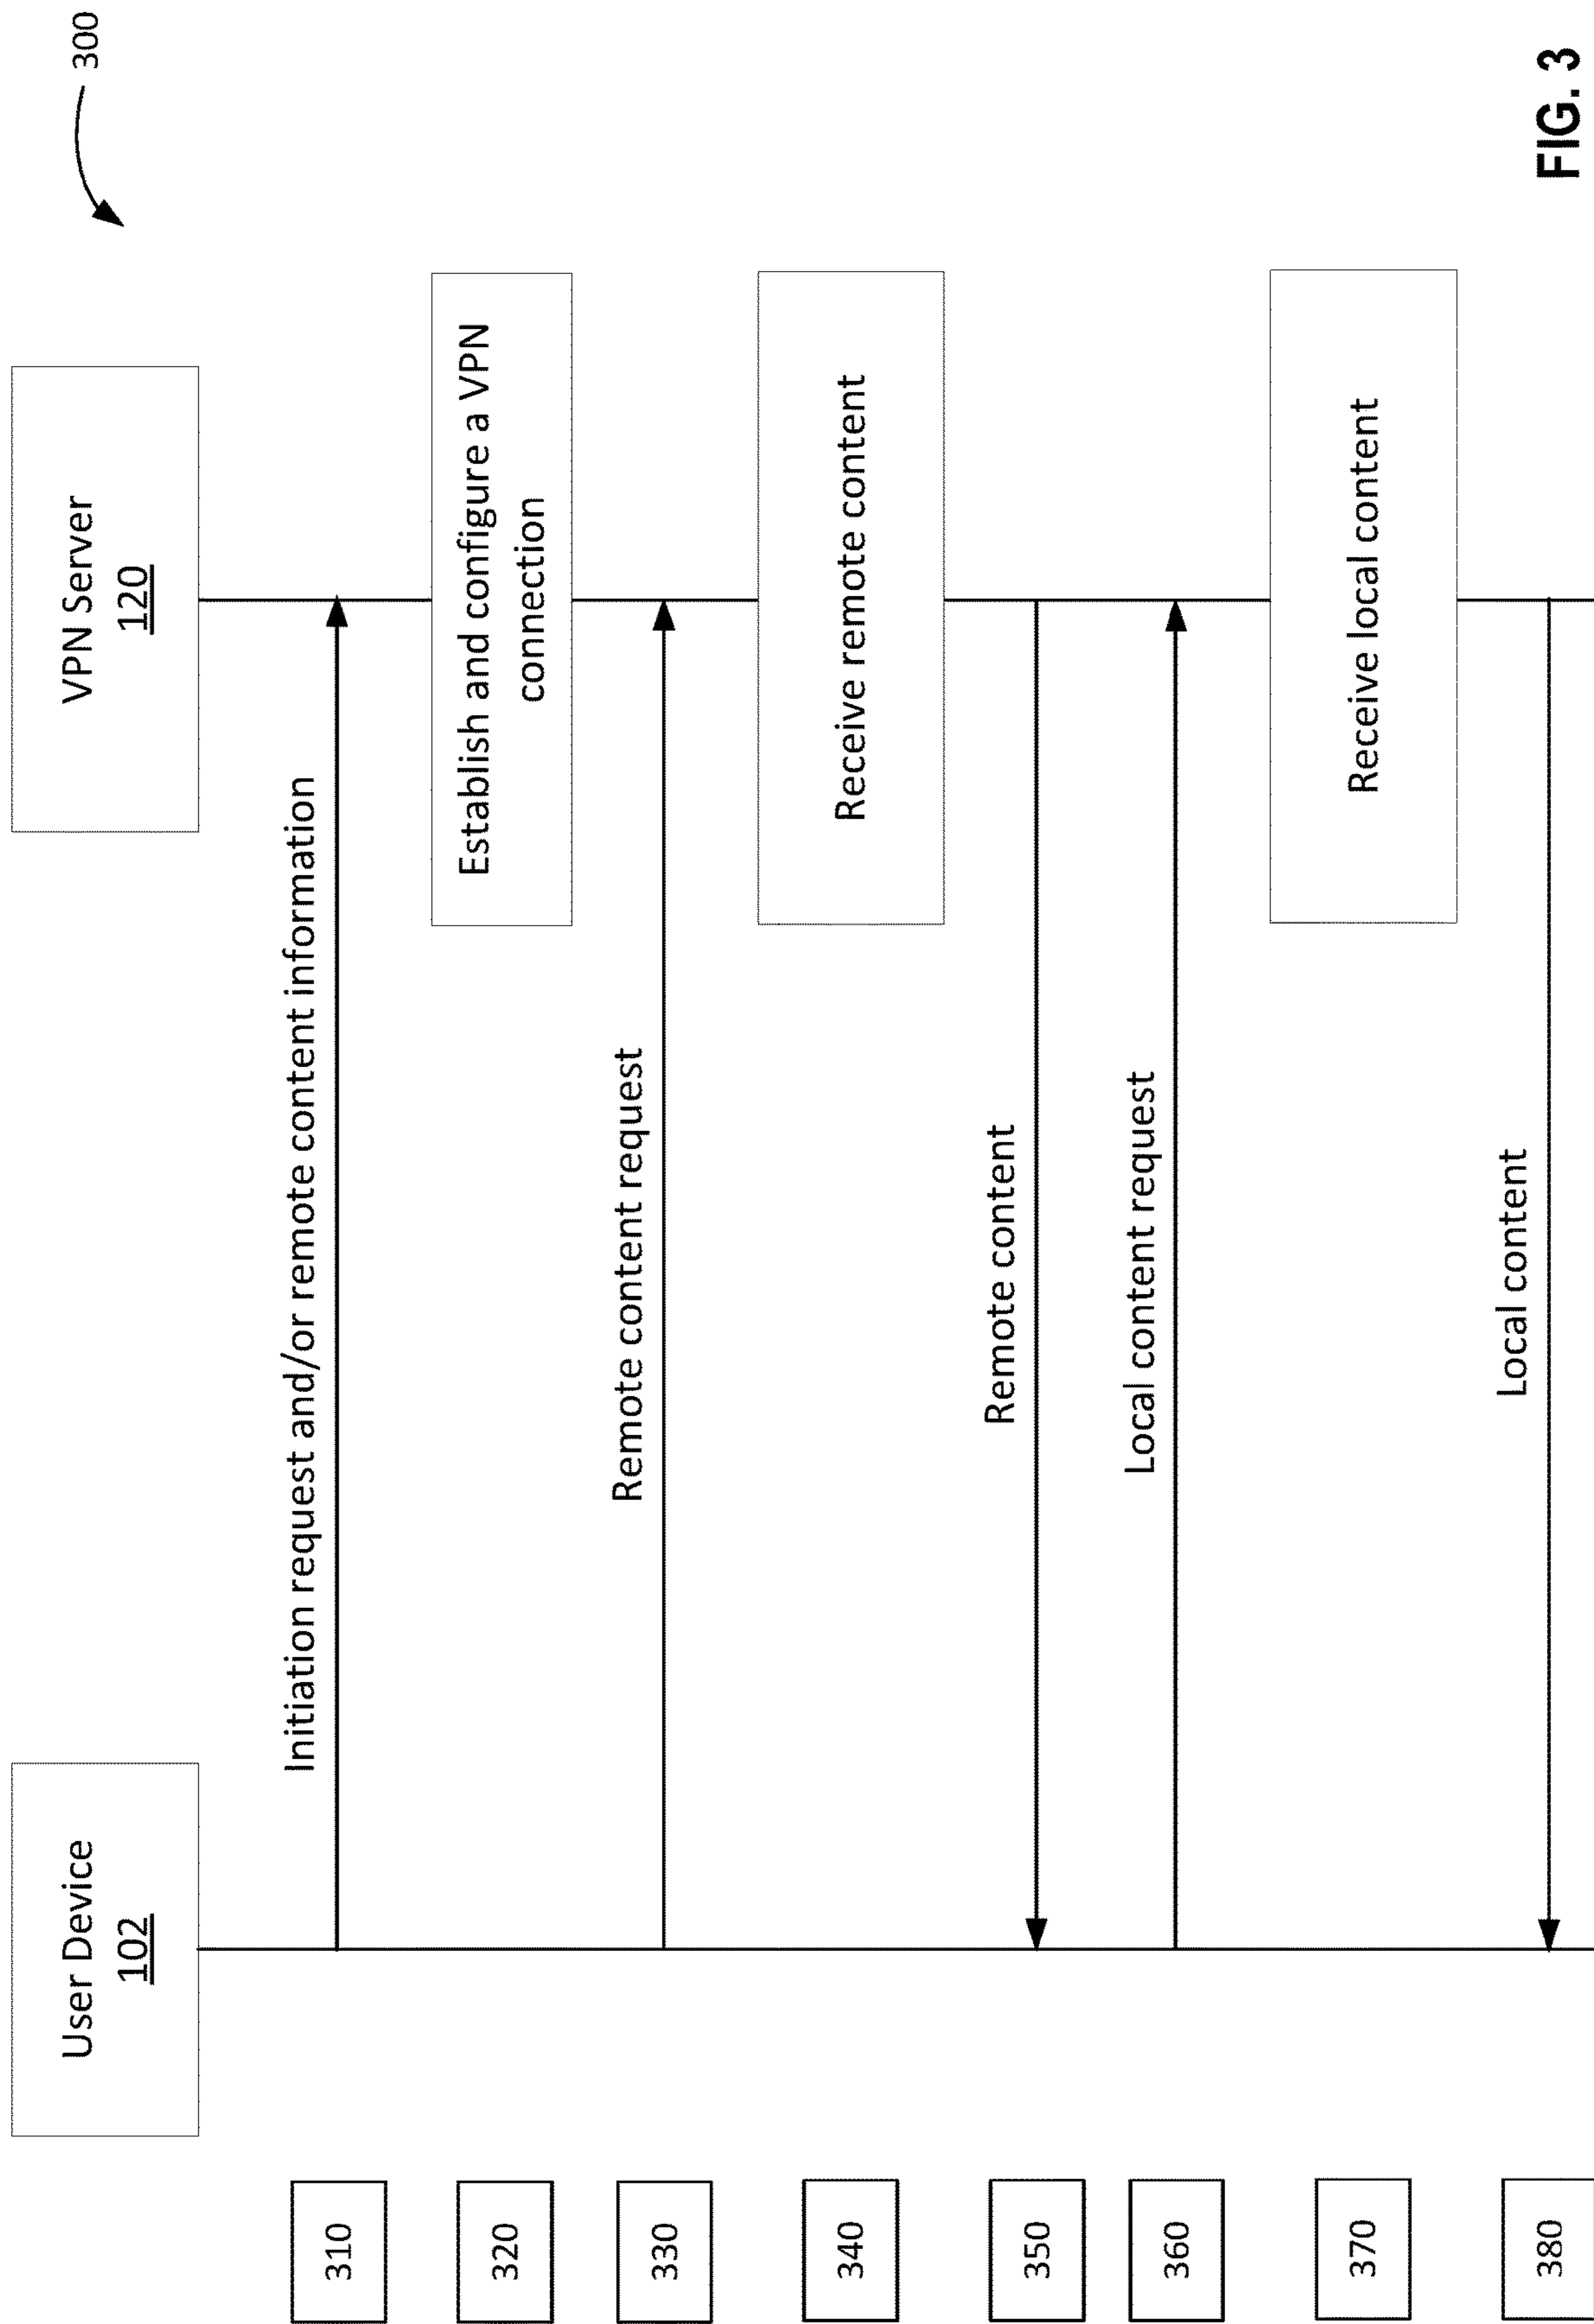 300
User Device
102
VPN Server
120
310
Initiation request and/or remote content information
320
Establish and configure a VPN
connection
330
Remote content request
340
Receive remote content
350
Remote content
360
Local content request
370
Receive local content
380
Local content
FIG. 3